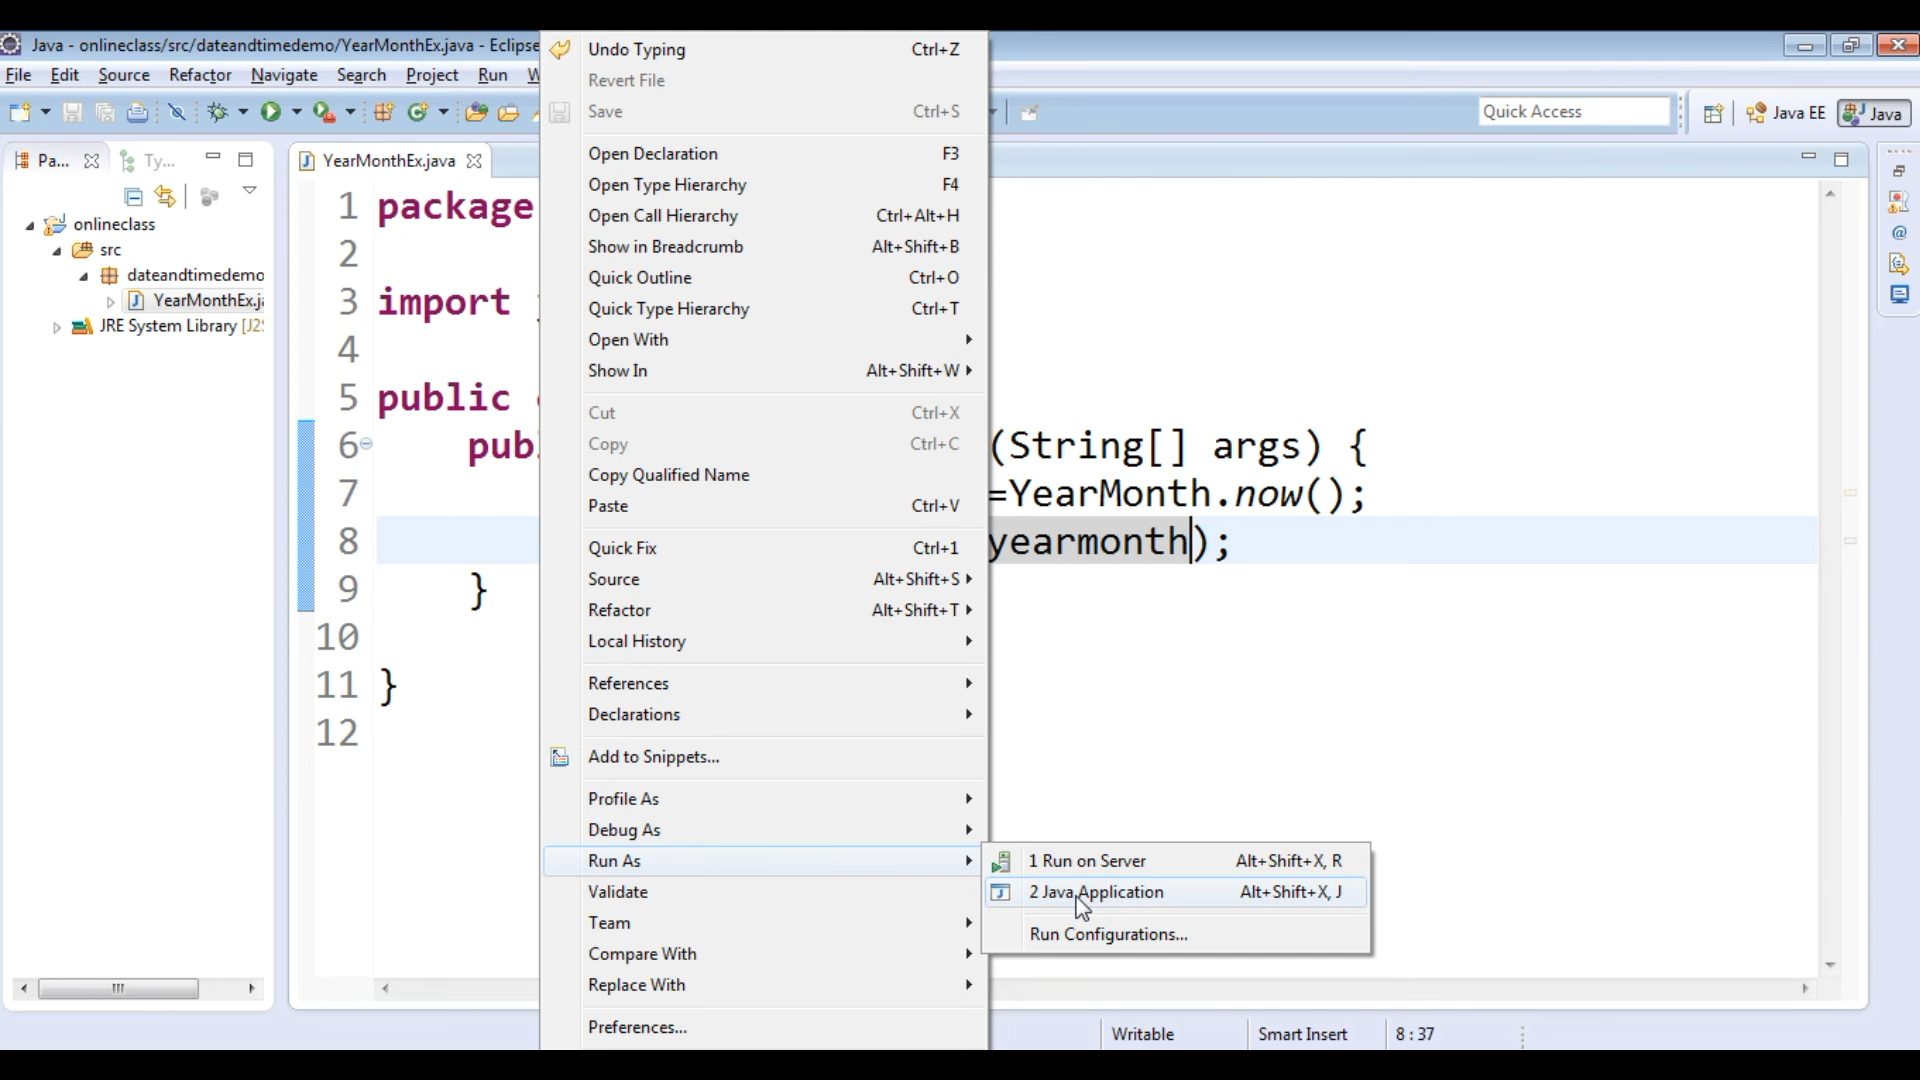 Java - onlineclass/src/dateandtimedemo/YearMonthEx.java - Eclipse
File Edit Source Refactor Navigate Search Project Run W
Quick Access
Java EE
Java
Pa...
Ty...
YearMonthEx.java
onlineclass
src
dateandtimedemo
YearMonthEx.ja
JRE System Library [J2S
1 package
2
3 import j
4
5 public c
6 publ (String[] args) {
7 =YearMonth.now();
8 yearmonth);
9 }
10
11 }
12
Undo Typing Ctrl+Z
Revert File
Save Ctrl+S
Open Declaration F3
Open Type Hierarchy F4
Open Call Hierarchy Ctrl+Alt+H
Show in Breadcrumb Alt+Shift+B
Quick Outline Ctrl+O
Quick Type Hierarchy Ctrl+T
Open With
Show In Alt+Shift+W
Cut Ctrl+X
Copy Ctrl+C
Copy Qualified Name
Paste Ctrl+V
Quick Fix Ctrl+1
Source Alt+Shift+S
Refactor Alt+Shift+T
Local History
References
Declarations
Add to Snippets...
Profile As
Debug As
Run As
Validate
Team
Compare With
Replace With
Preferences...
1 Run on Server Alt+Shift+X, R
2 Java Application Alt+Shift+X, J
Run Configurations...
Writable Smart Insert 8 : 37